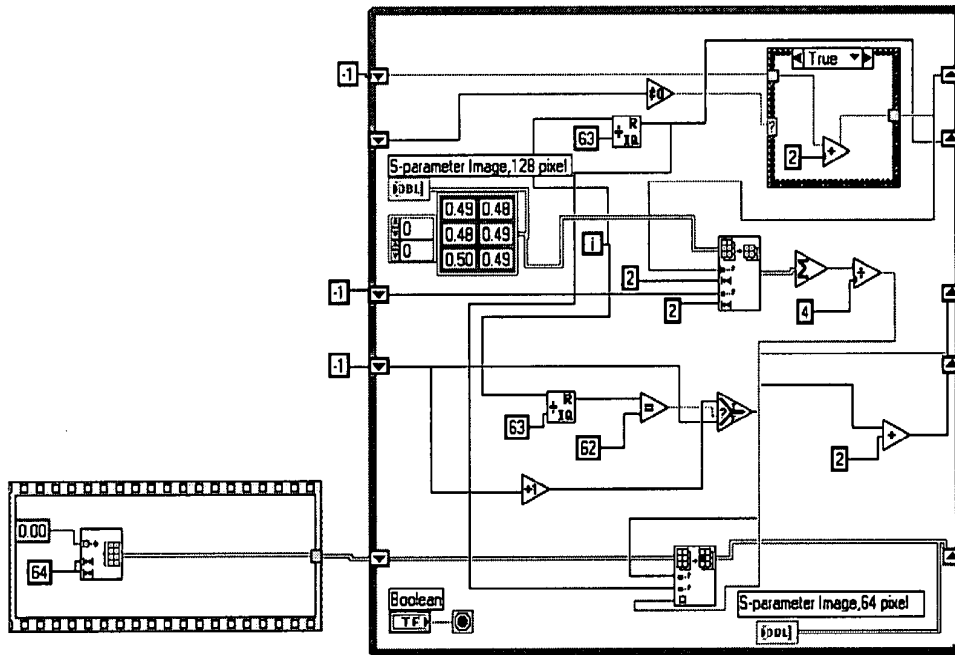 True
-1
≠0
R
63
IQ
2
+
S-parameter Image,128 pixel
[DBL]
0
0
0.49 0.48
0.48 0.49
0.50 0.49
i
-1
2
Σ
÷
2
4
-1
R
IQ
=
?
63
62
+
2
+1
0.00
64
Boolean
TF
S-parameter Image,64 pixel
[DBL]